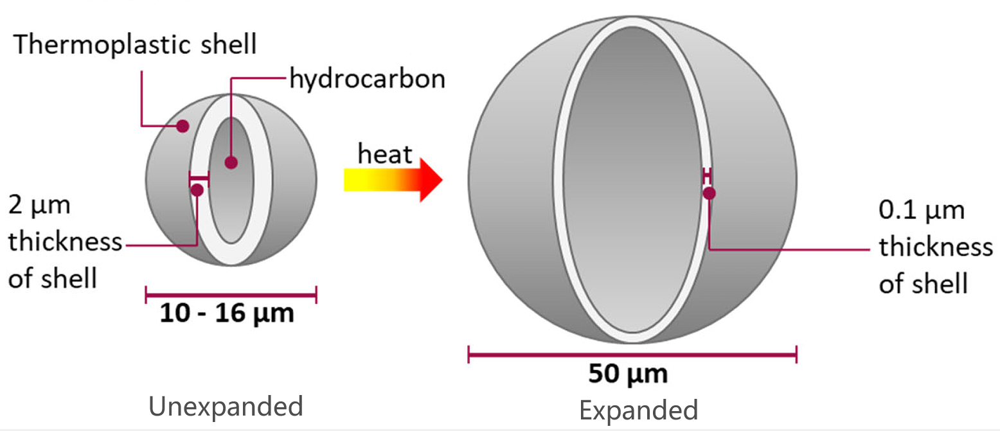 Thermoplastic shell
hydrocarbon
heat
2 µm
thickness
of shell
0.1 µm
thickness
of shell
10 - 16 µm
50 µm
Unexpanded
Expanded